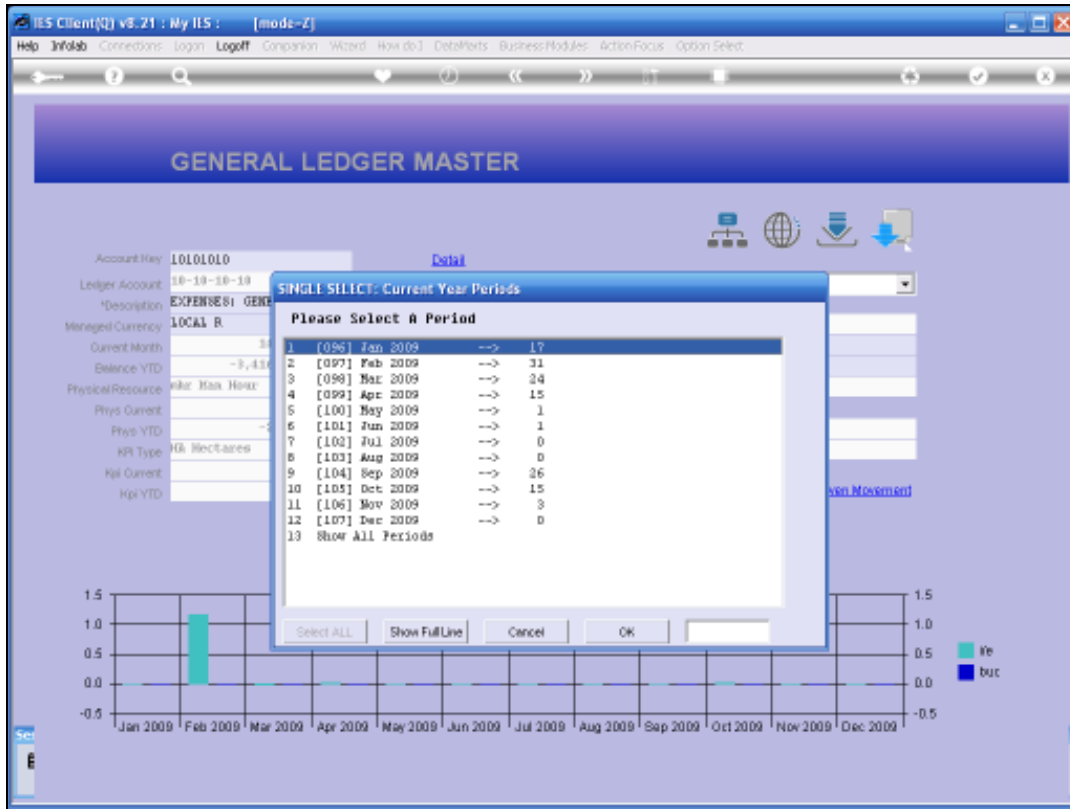 IES Client(Q) v8.21 : My IES : [mode-Z]
Help Infolab Connections Logon Logoff Companion Wizard How do I DataAlerts Business Modules Action Focus Option Select
GENERAL LEDGER MASTER
Account Key 10101010 Detail
Ledger Account 10-10-10-10
*Description EXPENSES: GENE
Managed Currency LOCAL R
Current Month
Balance YTD -3,41
Physical Resource mhr Man Hour
Phys Current
Phys YTD
KPI Type HA Hectares
Kpi Current
Kpi YTD
ven Movement
SINGLE SELECT: Current Year Periods
Please Select A Period
1 [096] Jan 2009 --> 17
2 [097] Feb 2009 --> 31
3 [098] Mar 2009 --> 24
4 [099] Apr 2009 --> 15
5 [100] May 2009 --> 1
6 [101] Jun 2009 --> 1
7 [102] Jul 2009 --> 0
8 [103] Aug 2009 --> 0
9 [104] Sep 2009 --> 26
10 [105] Oct 2009 --> 15
11 [106] Nov 2009 --> 3
12 [107] Dec 2009 --> 0
13 Show All Periods
Select ALL Show Full Line Cancel OK
1.5 1.5
1.0 1.0
0.5 0.5
0.0 0.0
-0.5 -0.5
Jan 2009 Feb 2009 Mar 2009 Apr 2009 May 2009 Jun 2009 Jul 2009 Aug 2009 Sep 2009 Oct 2009 Nov 2009 Dec 2009
buc
Ser